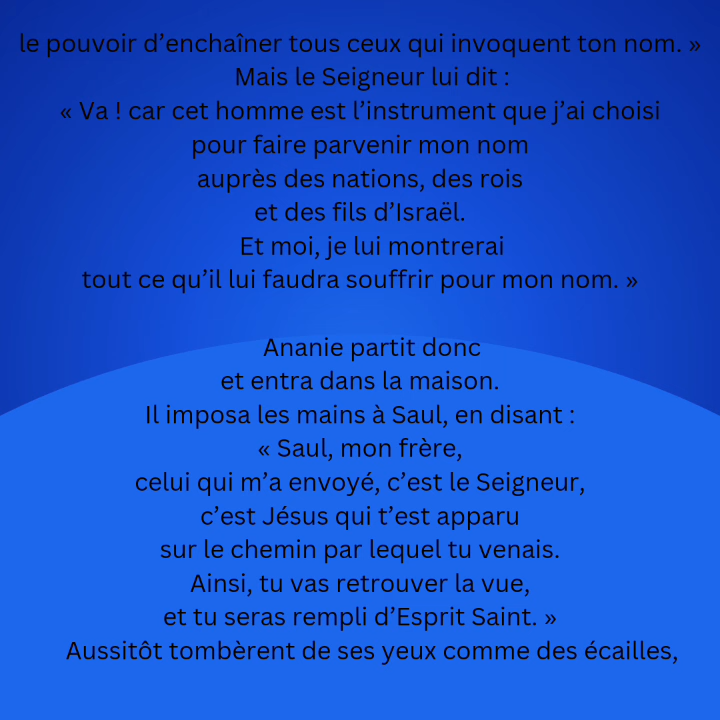 le pouvoir d’enchaîner tous ceux qui invoquent ton nom. »
Mais le Seigneur lui dit :
« Va ! car cet homme est l’instrument que j’ai choisi
pour faire parvenir mon nom
auprès des nations, des rois
et des fils d’Israël.
Et moi, je lui montrerai
tout ce qu’il lui faudra souffrir pour mon nom. »
Ananie partit donc
et entra dans la maison.
Il imposa les mains à Saul, en disant :
« Saul, mon frère,
celui qui m’a envoyé, c’est le Seigneur,
c’est Jésus qui t’est apparu
sur le chemin par lequel tu venais.
Ainsi, tu vas retrouver la vue,
et tu seras rempli d’Esprit Saint. »
Aussitôt tombèrent de ses yeux comme des écailles,